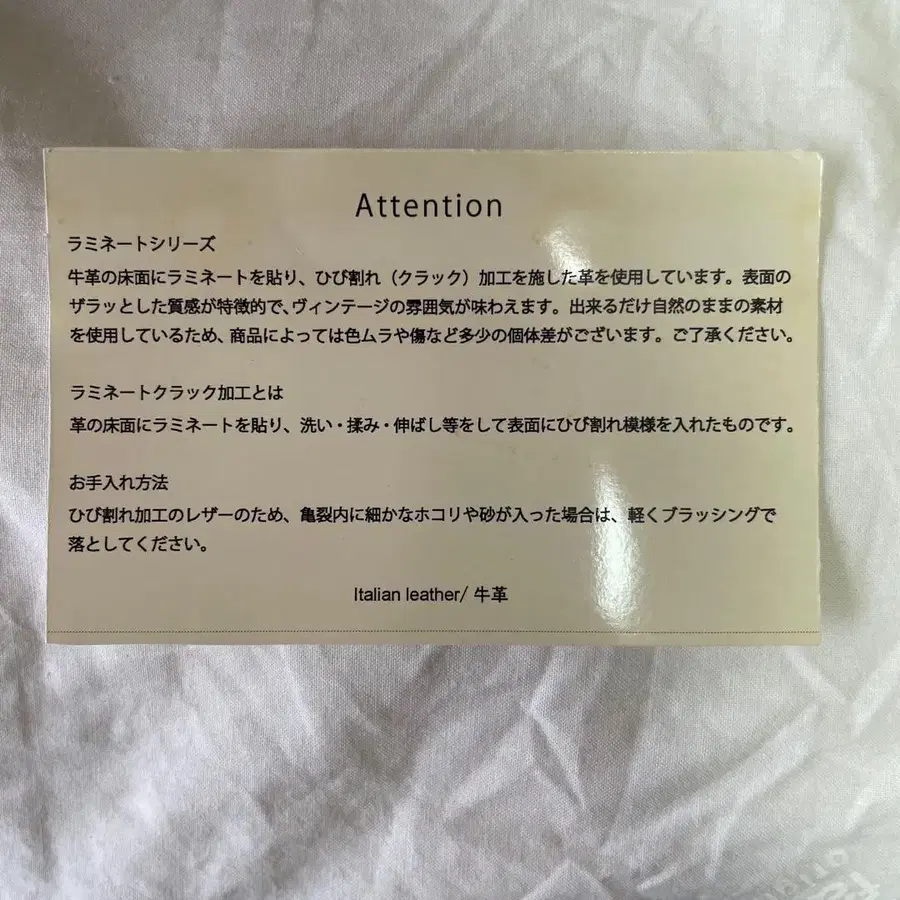 Attention
ラミネートシリーズ
牛革の床面にラミネートを貼り、ひび割れ（クラック）加工を施した革を使用しています。表面の
ザラッとした質感が特徴的で、ヴィンテージの雰囲気が味わえます。出来るだけ自然のままの素材
を使用しているため、商品によっては色ムラや傷など多少の個体差がございます。ご了承ください。
ラミネートクラック加工とは
革の床面にラミネートを貼り、洗い・揉み・伸ばし等をして表面にひび割れ模様を入れたものです。
お手入れ方法
ひび割れ加工のレザーのため、亀裂内に細かなホコリや砂が入った場合は、軽くブラッシングで
落としてください。
Italian leather/ 牛革